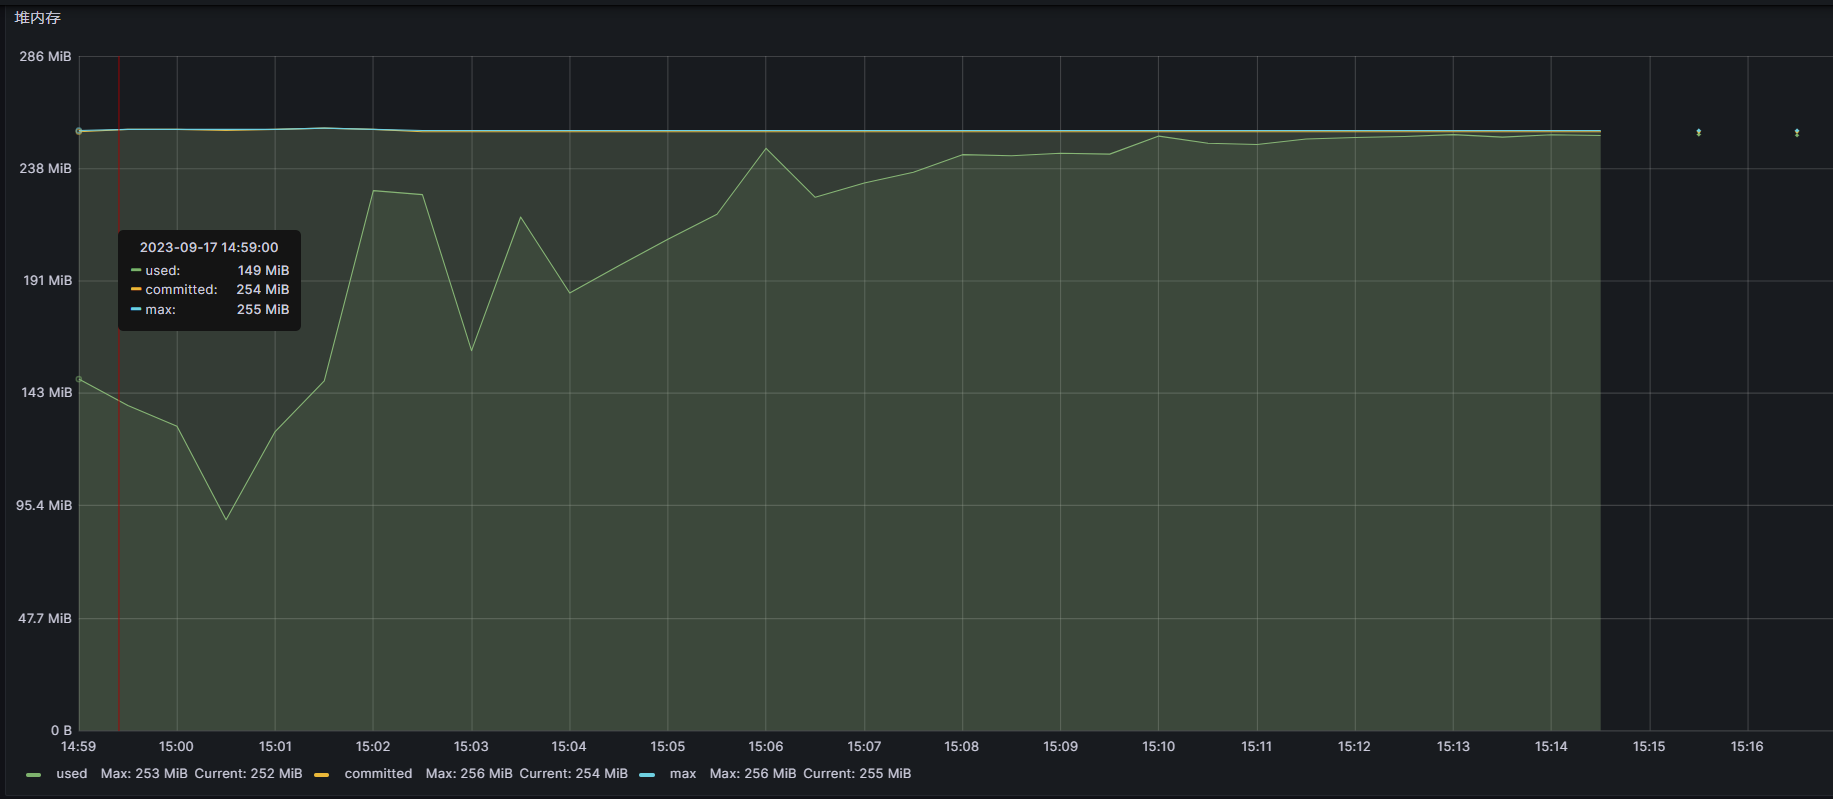 堆内存
286 MiB
238 MiB
191 MiB
143 MiB
95.4 MiB
47.7 MiB
0 B
2023-09-17 14:59:00
used: 149 MiB
committed: 254 MiB
max: 255 MiB
14:59 15:00 15:01 15:02 15:03 15:04 15:05 15:06 15:07 15:08 15:09 15:10 15:11 15:12 15:13 15:14 15:15 15:16
used Max: 253 MiB Current: 252 MiB committed Max: 256 MiB Current: 254 MiB max Max: 256 MiB Current: 255 MiB